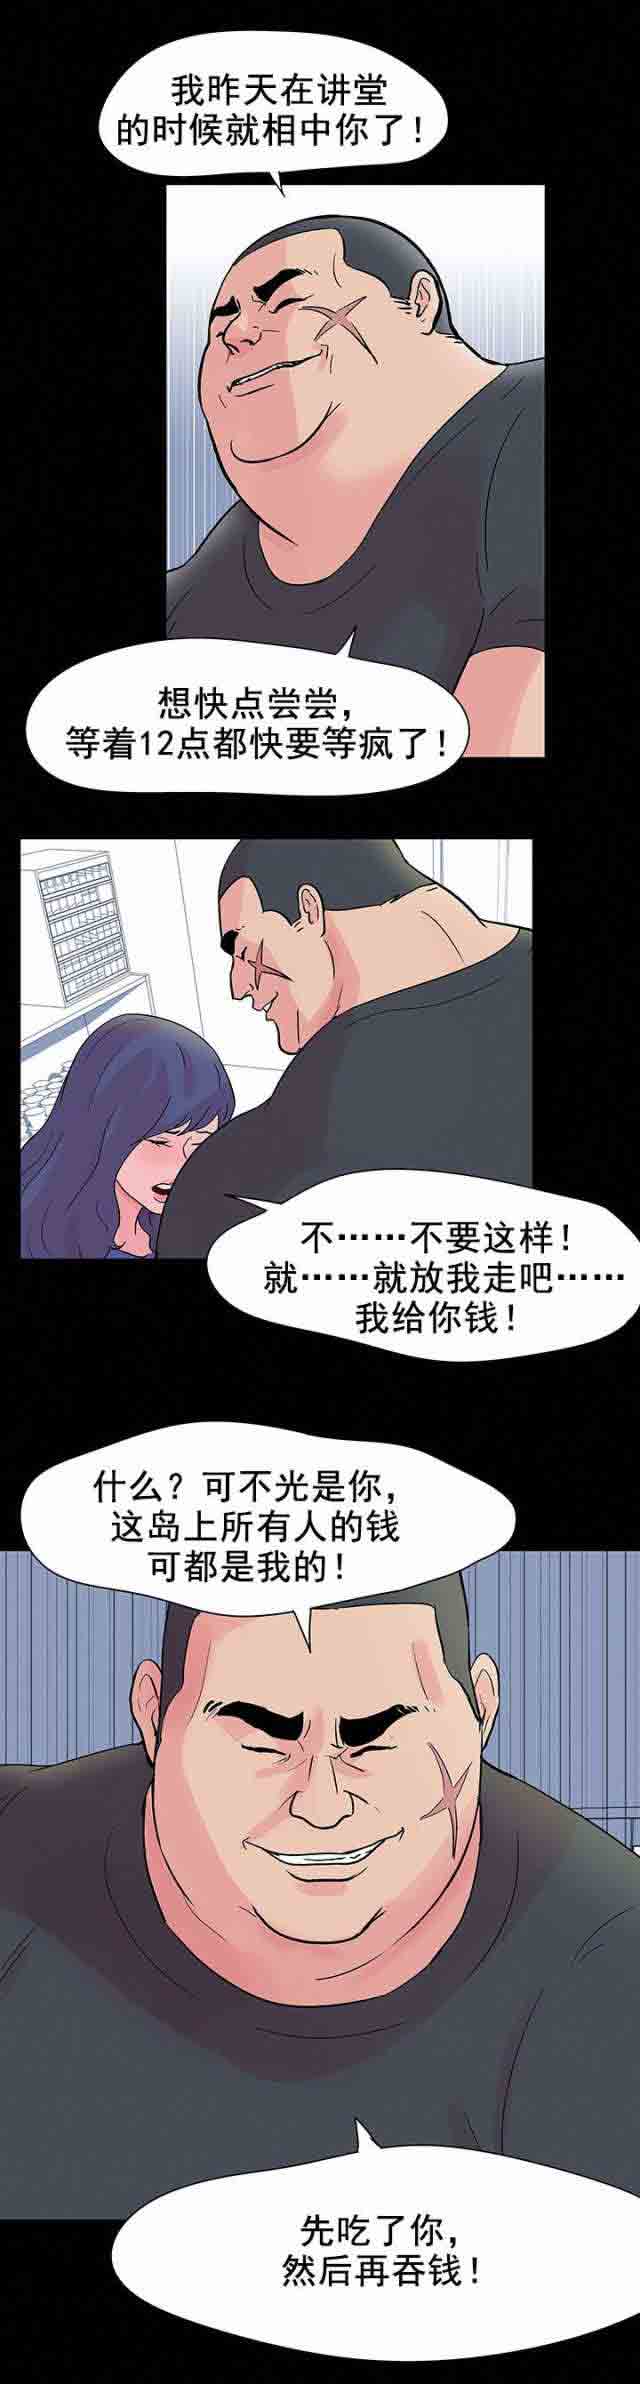 我昨天在讲堂
的时候就相中你了！
想快点尝尝，
等着12点都快要等疯了！
不……不要这样！
就……就放我走吧……
我给你钱！
什么？可不光是你，
这岛上所有人的钱
可都是我的！
先吃了你，
然后再吞钱！